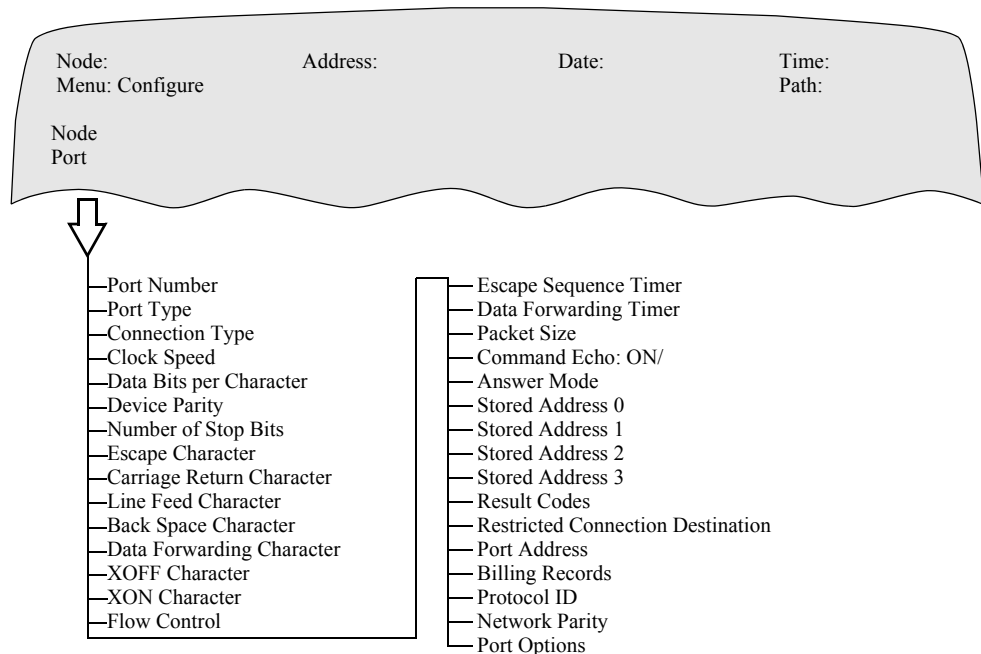 Node: Address: Date: Time:
Menu: Configure Path:
Node
Port
Port Number
Port Type
Connection Type
Clock Speed
Data Bits per Character
Device Parity
Number of Stop Bits
Escape Character
Carriage Return Character
Line Feed Character
Back Space Character
Data Forwarding Character
XOFF Character
XON Character
Flow Control
Escape Sequence Timer
Data Forwarding Timer
Packet Size
Command Echo: ON/
Answer Mode
Stored Address 0
Stored Address 1
Stored Address 2
Stored Address 3
Result Codes
Restricted Connection Destination
Port Address
Billing Records
Protocol ID
Network Parity
Port Options